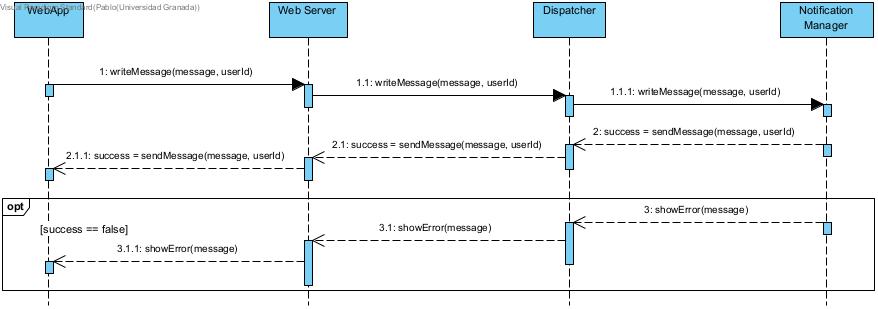 Visual Paradigm Standard(Pablo(Universidad Granada))
WebApp
Web Server
Dispatcher
Notification
Manager
1: writeMessage(message, userId)
1.1: writeMessage(message, userId)
1.1.1: writeMessage(message, userId)
2: success = sendMessage(message, userId)
2.1: success = sendMessage(message, userId)
2.1.1: success = sendMessage(message, userId)
opt
[success == false]
3: showError(message)
3.1: showError(message)
3.1.1: showError(message)